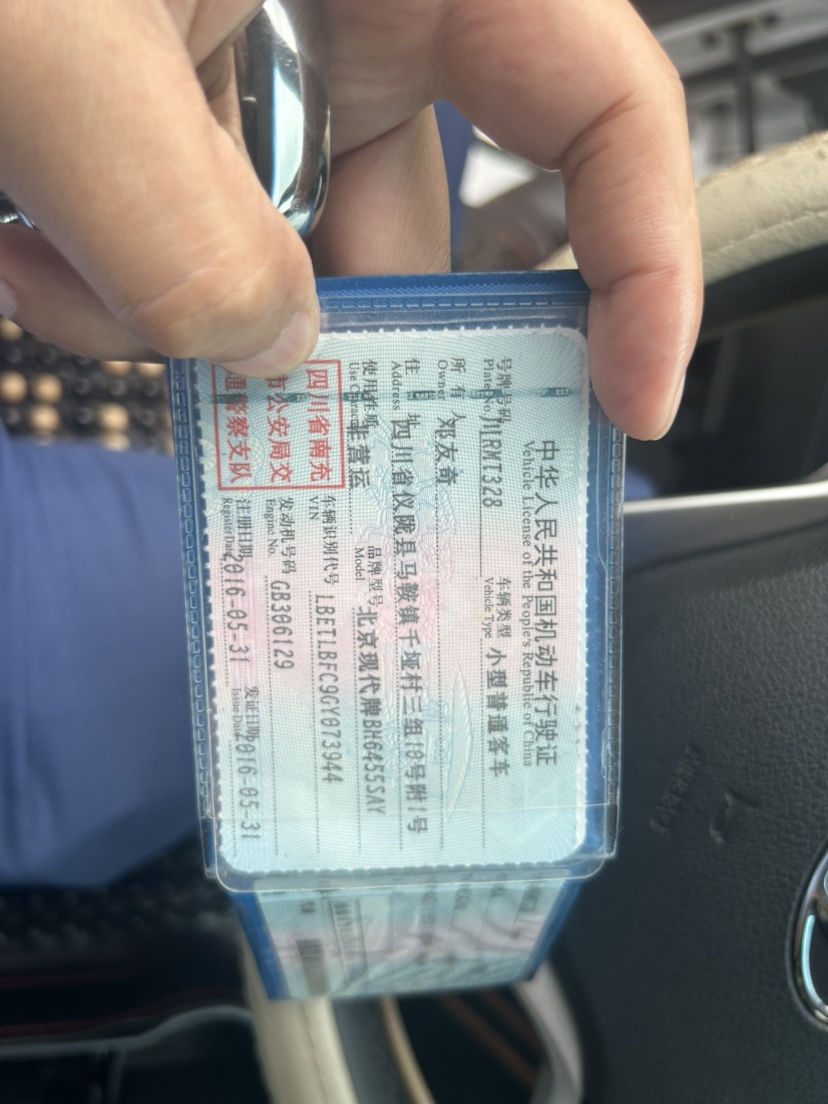 中华人民共和国机动车行驶证
Vehicle License of the People's Republic of China
号牌号码 川RMT328 车辆类型 小型普通客车
Plate No. Vehicle Type
所有人 邓友奇
Owner
住址 四川省仪陇县马鞍镇千垭村三组10号附1号
Address
使用性质 非营运 品牌型号 北京现代牌BH6455SAY
Use Character Model
车辆识别代号 LBETLBFC9GY073944
VIN
发动机号码 GB306129
Engine No.
注册日期 2016-05-31 发证日期 2016-05-31
Register Date Issue Date
四川省南充
市公安局交
通警察支队